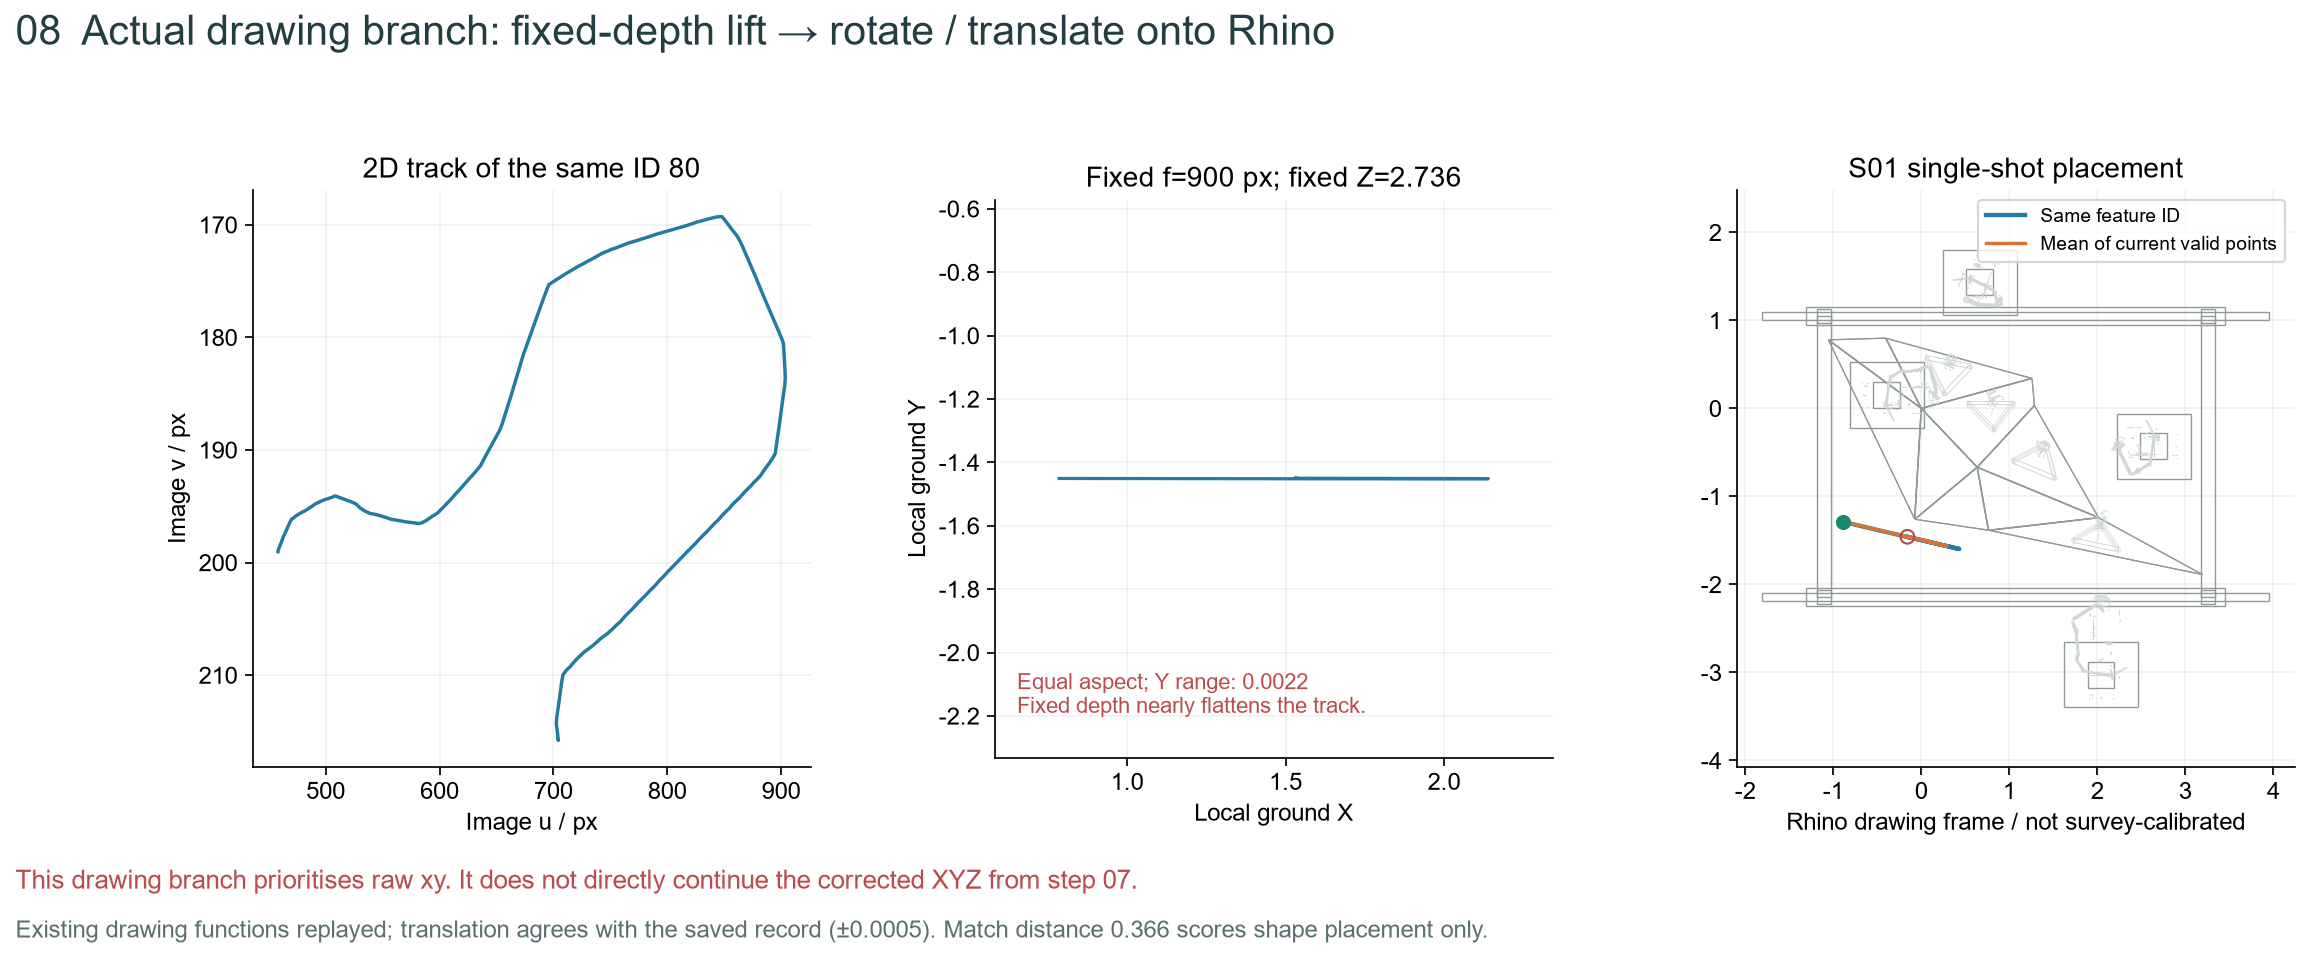 08 Actual drawing branch: fixed-depth lift → rotate / translate onto Rhino
2D track of the same ID 80
170
180
190
200
210
Image v / px
500 600 700 800 900
Image u / px
Fixed f=900 px; fixed Z=2.736
-0.6
-0.8
-1.0
-1.2
-1.4
-1.6
-1.8
-2.0
-2.2
Local ground Y
Equal aspect; Y range: 0.0022
Fixed depth nearly flattens the track.
1.0 1.5 2.0
Local ground X
S01 single-shot placement
Same feature ID
Mean of current valid points
2
1
0
-1
-2
-3
-4
-2 -1 0 1 2 3 4
Rhino drawing frame / not survey-calibrated
This drawing branch prioritises raw xy. It does not directly continue the corrected XYZ from step 07.
Existing drawing functions replayed; translation agrees with the saved record (±0.0005). Match distance 0.366 scores shape placement only.